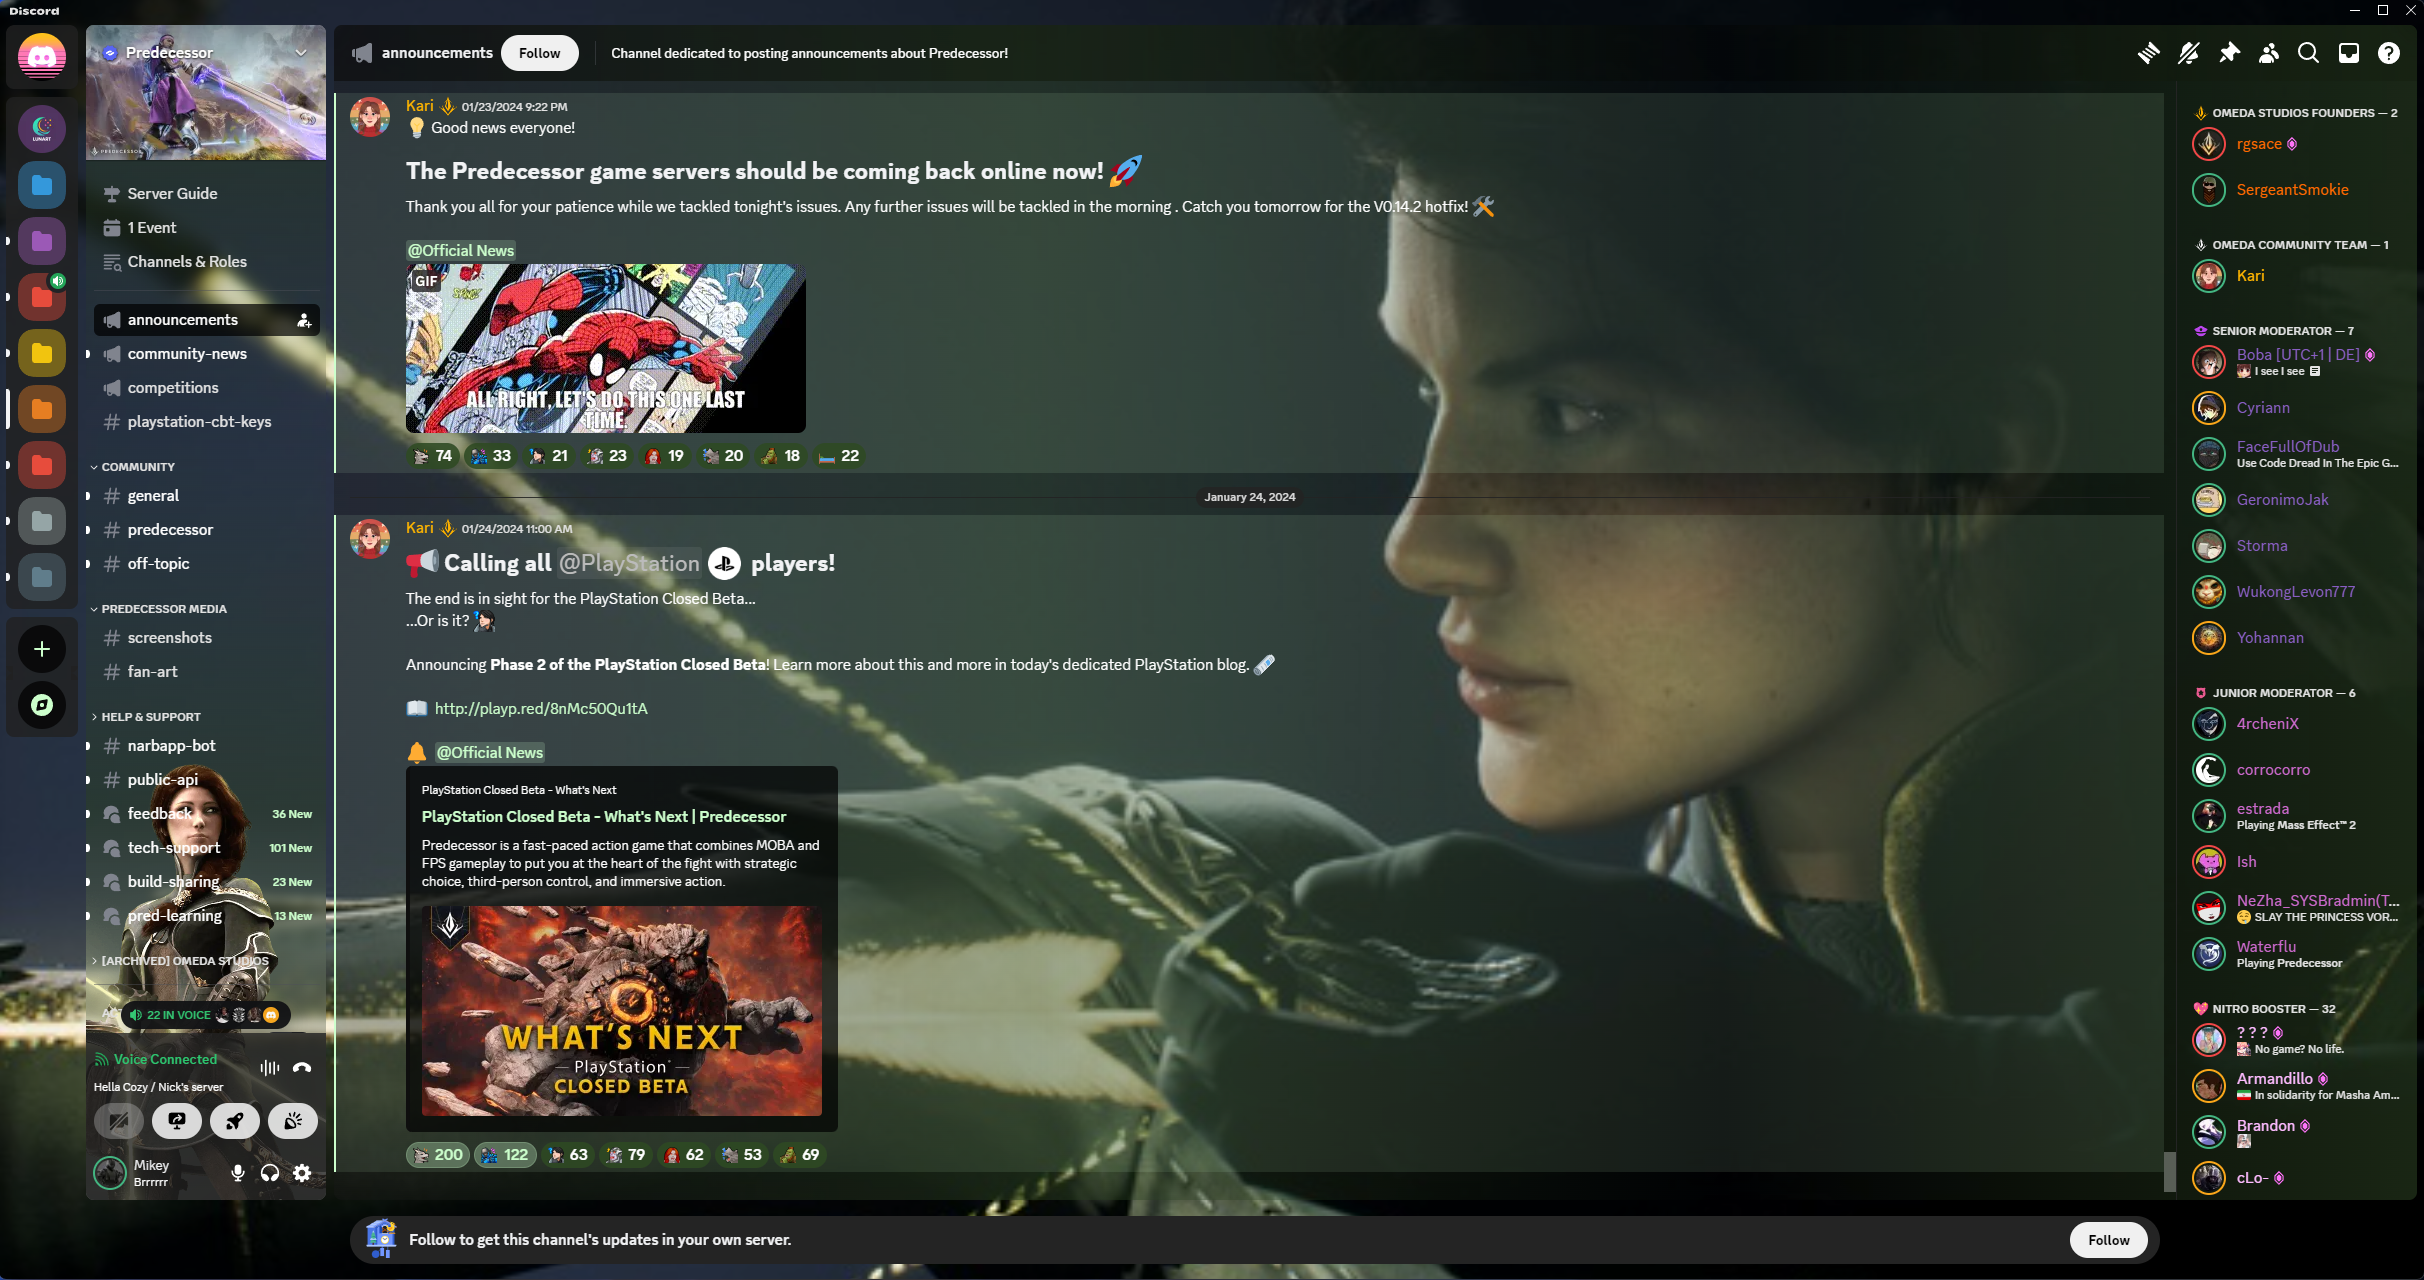 Discord
Predecessor
PREDECESSOR
LUNART
Server Guide
1 Event
Channels & Roles
announcements
community-news
competitions
playstation-cbt-keys
COMMUNITY
general
predecessor
off-topic
PREDECESSOR MEDIA
screenshots
fan-art
HELP & SUPPORT
narbapp-bot
public-api
feedback 36 New
tech-support 101 New
build-sharing 23 New
pred-learning 13 New
[ARCHIVED] OMEDA STUDIOS
22 IN VOICE
Voice Connected
Hella Cozy / Nick's server
Mikey
Brrrrrr
announcements Follow Channel dedicated to posting announcements about Predecessor!
Kari 01/23/2024 9:22 PM
💡 Good news everyone!
The Predecessor game servers should be coming back online now! 🚀
Thank you all for your patience while we tackled tonight's issues. Any further issues will be tackled in the morning . Catch you tomorrow for the V0.14.2 hotfix! 🛠️
@Official News
GIF
ALL RIGHT, LET'S DO THIS ONE LAST
TIME.
74 33 21 23 19 20 18 22
January 24, 2024
Kari 01/24/2024 11:00 AM
📢 Calling all @PlayStation players!
The end is in sight for the PlayStation Closed Beta...
...Or is it?
Announcing Phase 2 of the PlayStation Closed Beta! Learn more about this and more in today's dedicated PlayStation blog. 🗞️
📖 http://playp.red/8nMc50Qu1tA
🔔 @Official News
PlayStation Closed Beta - What's Next
PlayStation Closed Beta - What's Next | Predecessor
Predecessor is a fast-paced action game that combines MOBA and
FPS gameplay to put you at the heart of the fight with strategic
choice, third-person control, and immersive action.
WHAT'S NEXT
PlayStation
CLOSED BETA
200 122 63 79 62 53 69
Follow to get this channel's updates in your own server. Follow
OMEDA STUDIOS FOUNDERS — 2
rgsace
SergeantSmokie
OMEDA COMMUNITY TEAM — 1
Kari
SENIOR MODERATOR — 7
Boba [UTC+1 | DE]
I see I see
Cyriann
FaceFullOfDub
Use Code Dread In The Epic G...
GeronimoJak
Storma
WukongLevon777
Yohannan
JUNIOR MODERATOR — 6
4rcheniX
corrocorro
estrada
Playing Mass Effect™ 2
Ish
NeZha_SYSBradmin(T...
SLAY THE PRINCESS VOR...
Waterflu
Playing Predecessor
NITRO BOOSTER — 32
? ? ?
No game? No life.
Armandillo
In solidarity for Masha Am...
Brandon
cLo-